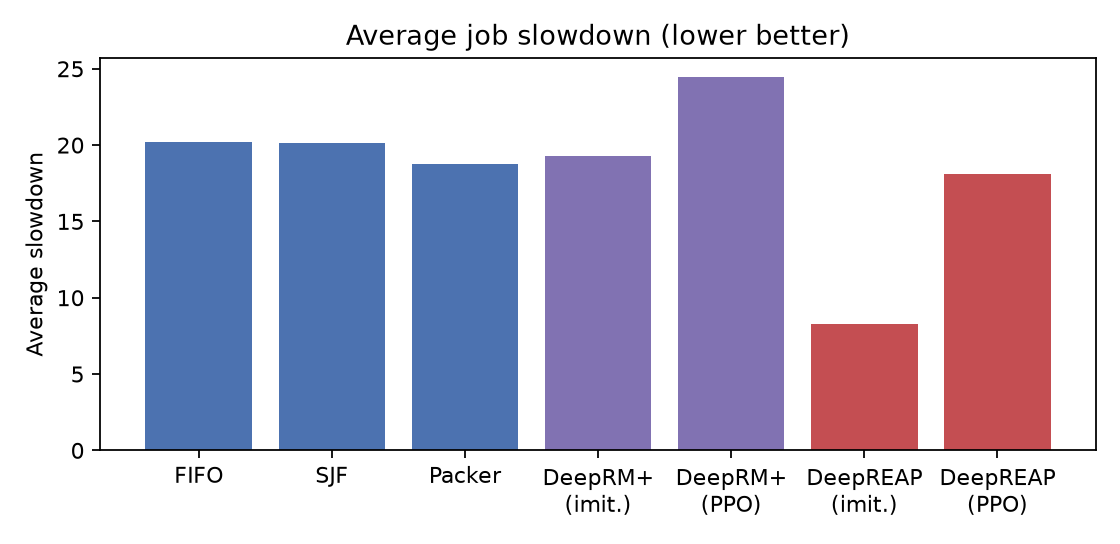 Average job slowdown (lower better)
Average slowdown
25
20
15
10
5
0
FIFO
SJF
Packer
DeepRM+
(imit.)
DeepRM+
(PPO)
DeepREAP
(imit.)
DeepREAP
(PPO)